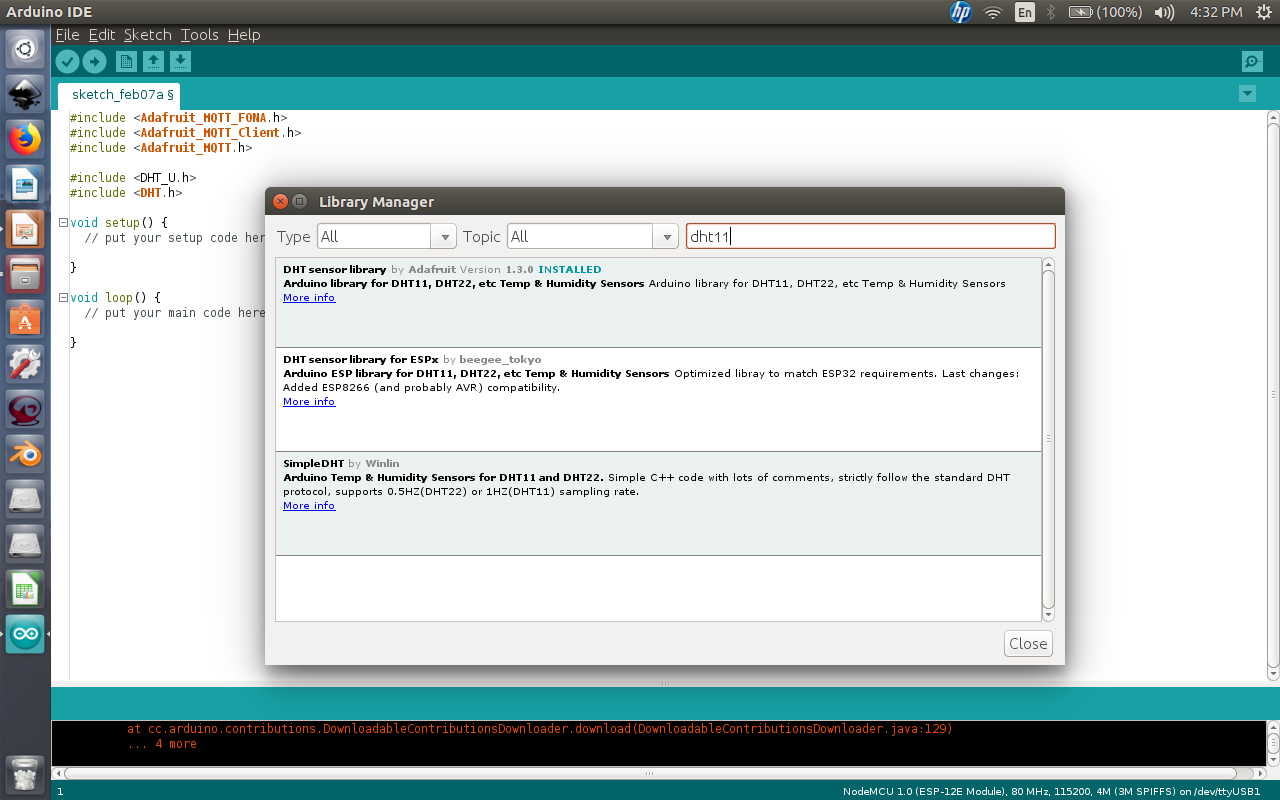 Arduino IDE
En
(100%)
4:32 PM
File Edit Sketch Tools Help
sketch_feb07a §
#include <Adafruit_MQTT_FONA.h>
#include <Adafruit_MQTT_Client.h>
#include <Adafruit_MQTT.h>
#include <DHT_U.h>
#include <DHT.h>
void setup() {
// put your setup code her
}
void loop() {
// put your main code here
}
Library Manager
Type All Topic All dht11
DHT sensor library by Adafruit Version 1.3.0 INSTALLED
Arduino library for DHT11, DHT22, etc Temp & Humidity Sensors Arduino library for DHT11, DHT22, etc Temp & Humidity Sensors
More info
DHT sensor library for ESPx by beegee_tokyo
Arduino ESP library for DHT11, DHT22, etc Temp & Humidity Sensors Optimized libray to match ESP32 requirements. Last changes:
Added ESP8266 (and probably AVR) compatibility.
More info
SimpleDHT by Winlin
Arduino Temp & Humidity Sensors for DHT11 and DHT22. Simple C++ code with lots of comments, strictly follow the standard DHT
protocol, supports 0.5HZ(DHT22) or 1HZ(DHT11) sampling rate.
More info
Close
at cc.arduino.contributions.DownloadableContributionsDownloader.download(DownloadableContributionsDownloader.java:129)
... 4 more
1
NodeMCU 1.0 (ESP-12E Module), 80 MHz, 115200, 4M (3M SPIFFS) on /dev/ttyUSB1